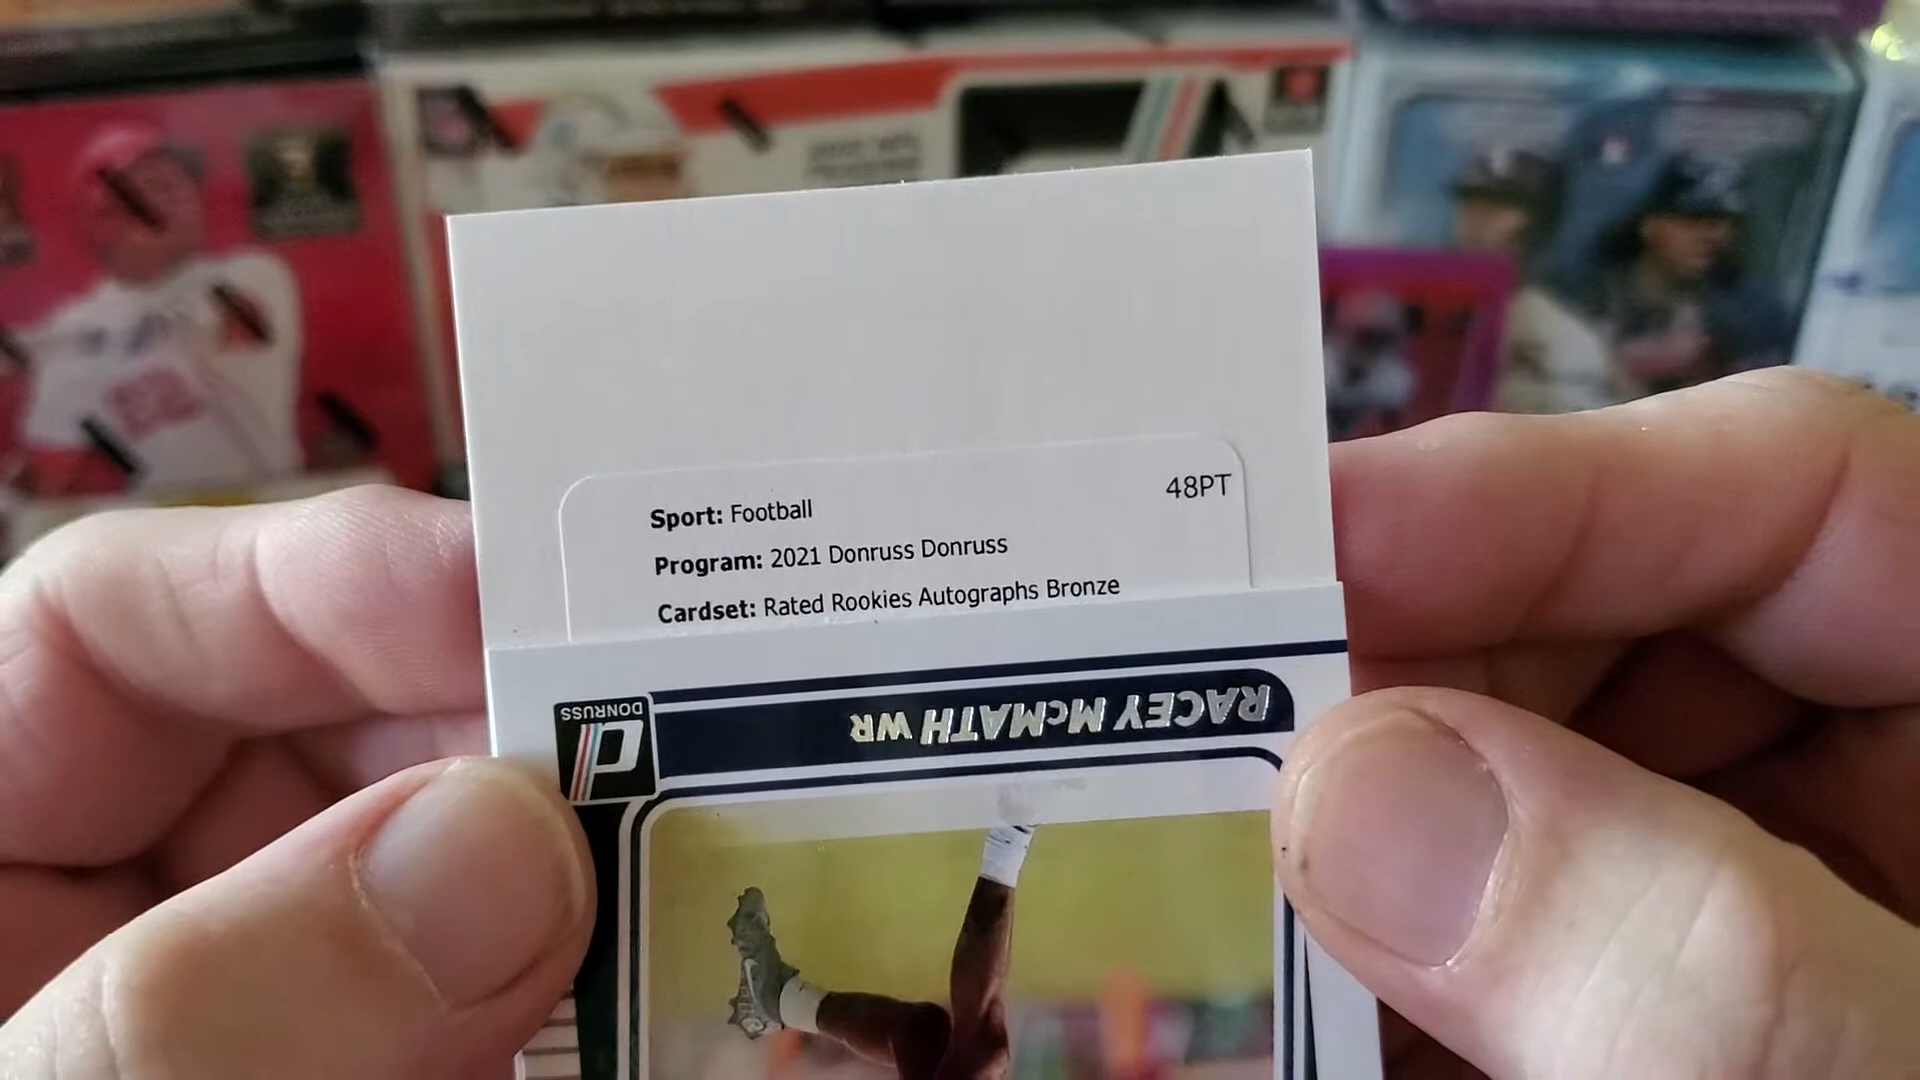 48PT
Sport: Football
Program: 2021 Donruss Donruss
Cardset: Rated Rookies Autographs Bronze
DONRUSS
RACEY McMATH WR